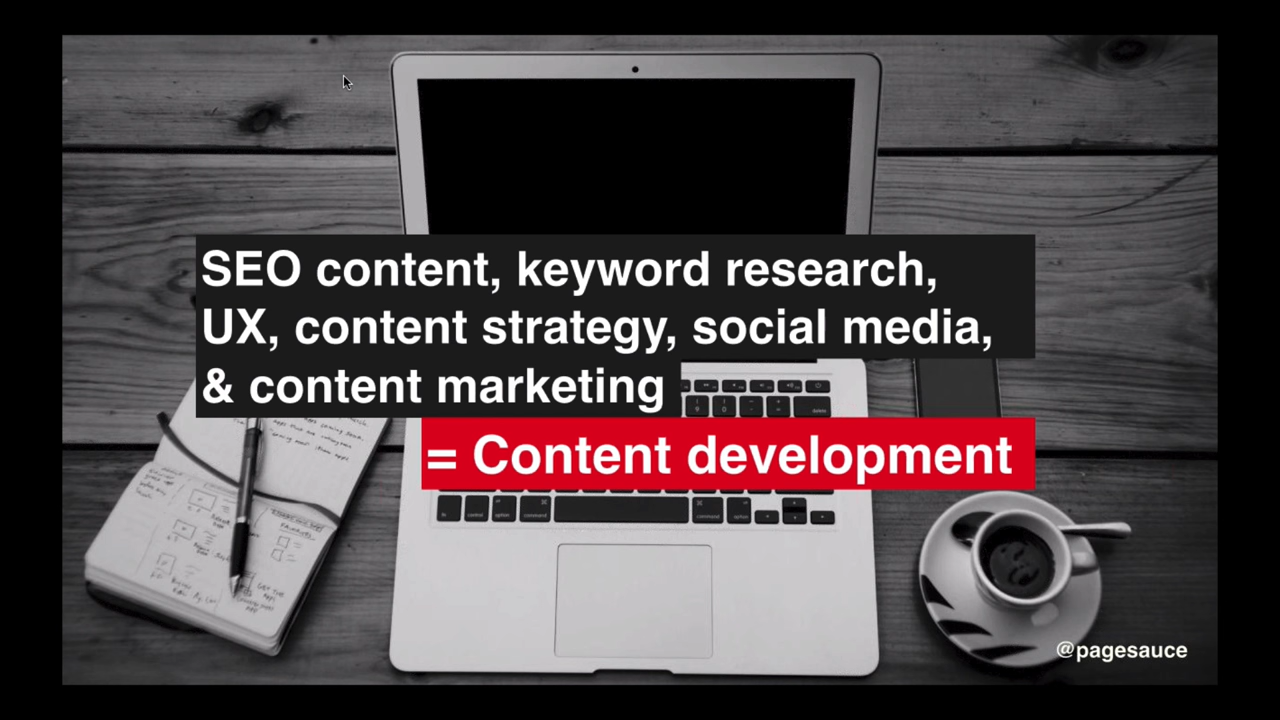 SEO content, keyword research,
UX, content strategy, social media,
& content marketing
= Content development
@pagesauce